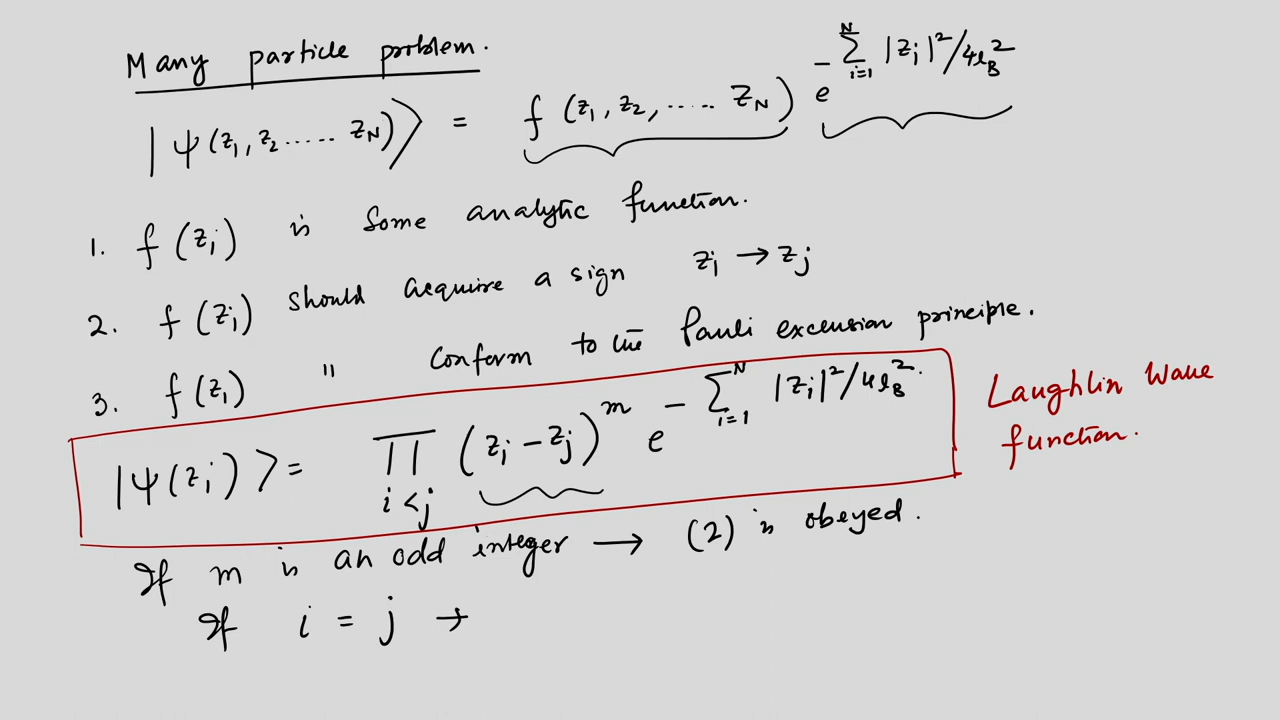 Many particle problem.
|ψ(z₁, z₂ ..... z_N)⟩ = f (z₁, z₂, ..... z_N) e^{-∑_{i=1}^{N} |z_i|²/4l_B²}
1. f (z_i) is some analytic function.
2. f (z_i) should acquire a sign z_i → z_j
3. f (z_i) " conform to the Pauli excension principle.
|ψ(z_i)⟩ = ∏_{i<j} (z_i - z_j)^m e^{-∑_{i=1}^{N} |z_i|²/4l_B²}.
Laughlin wave
function.
If m is an odd integer → (2) is obeyed.
If i = j →